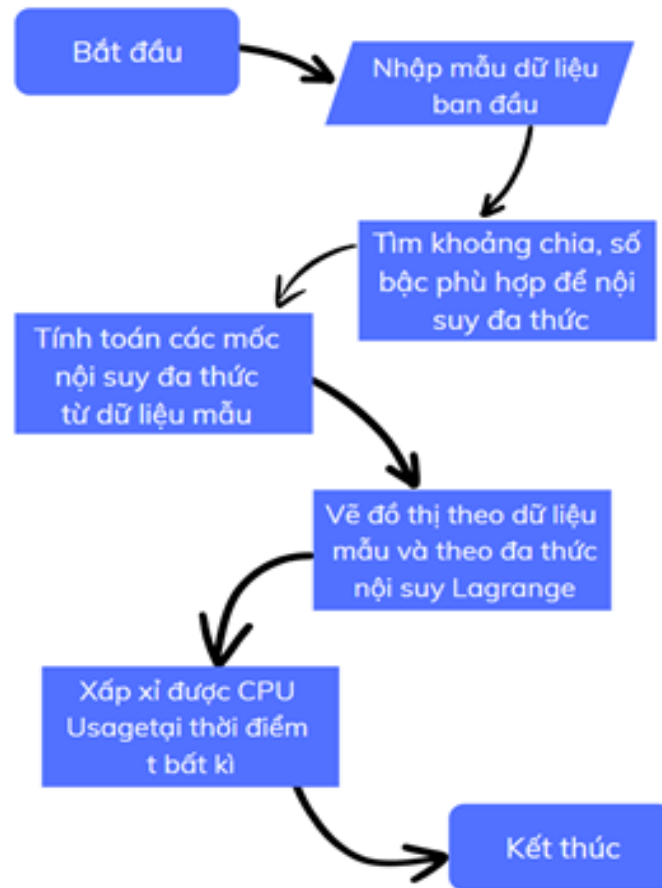 Bắt đầu
Nhập mẫu dữ liệu
ban đầu
Tìm khoảng chia, số
bậc phù hợp để nội
suy đa thức
Tính toán các mốc
nội suy đa thức
từ dữ liệu mẫu
Vẽ đồ thị theo dữ liệu
mẫu và theo đa thức
nội suy Lagrange
Xấp xỉ được CPU
Usagetại thời điểm
t bất kì
Kết thúc